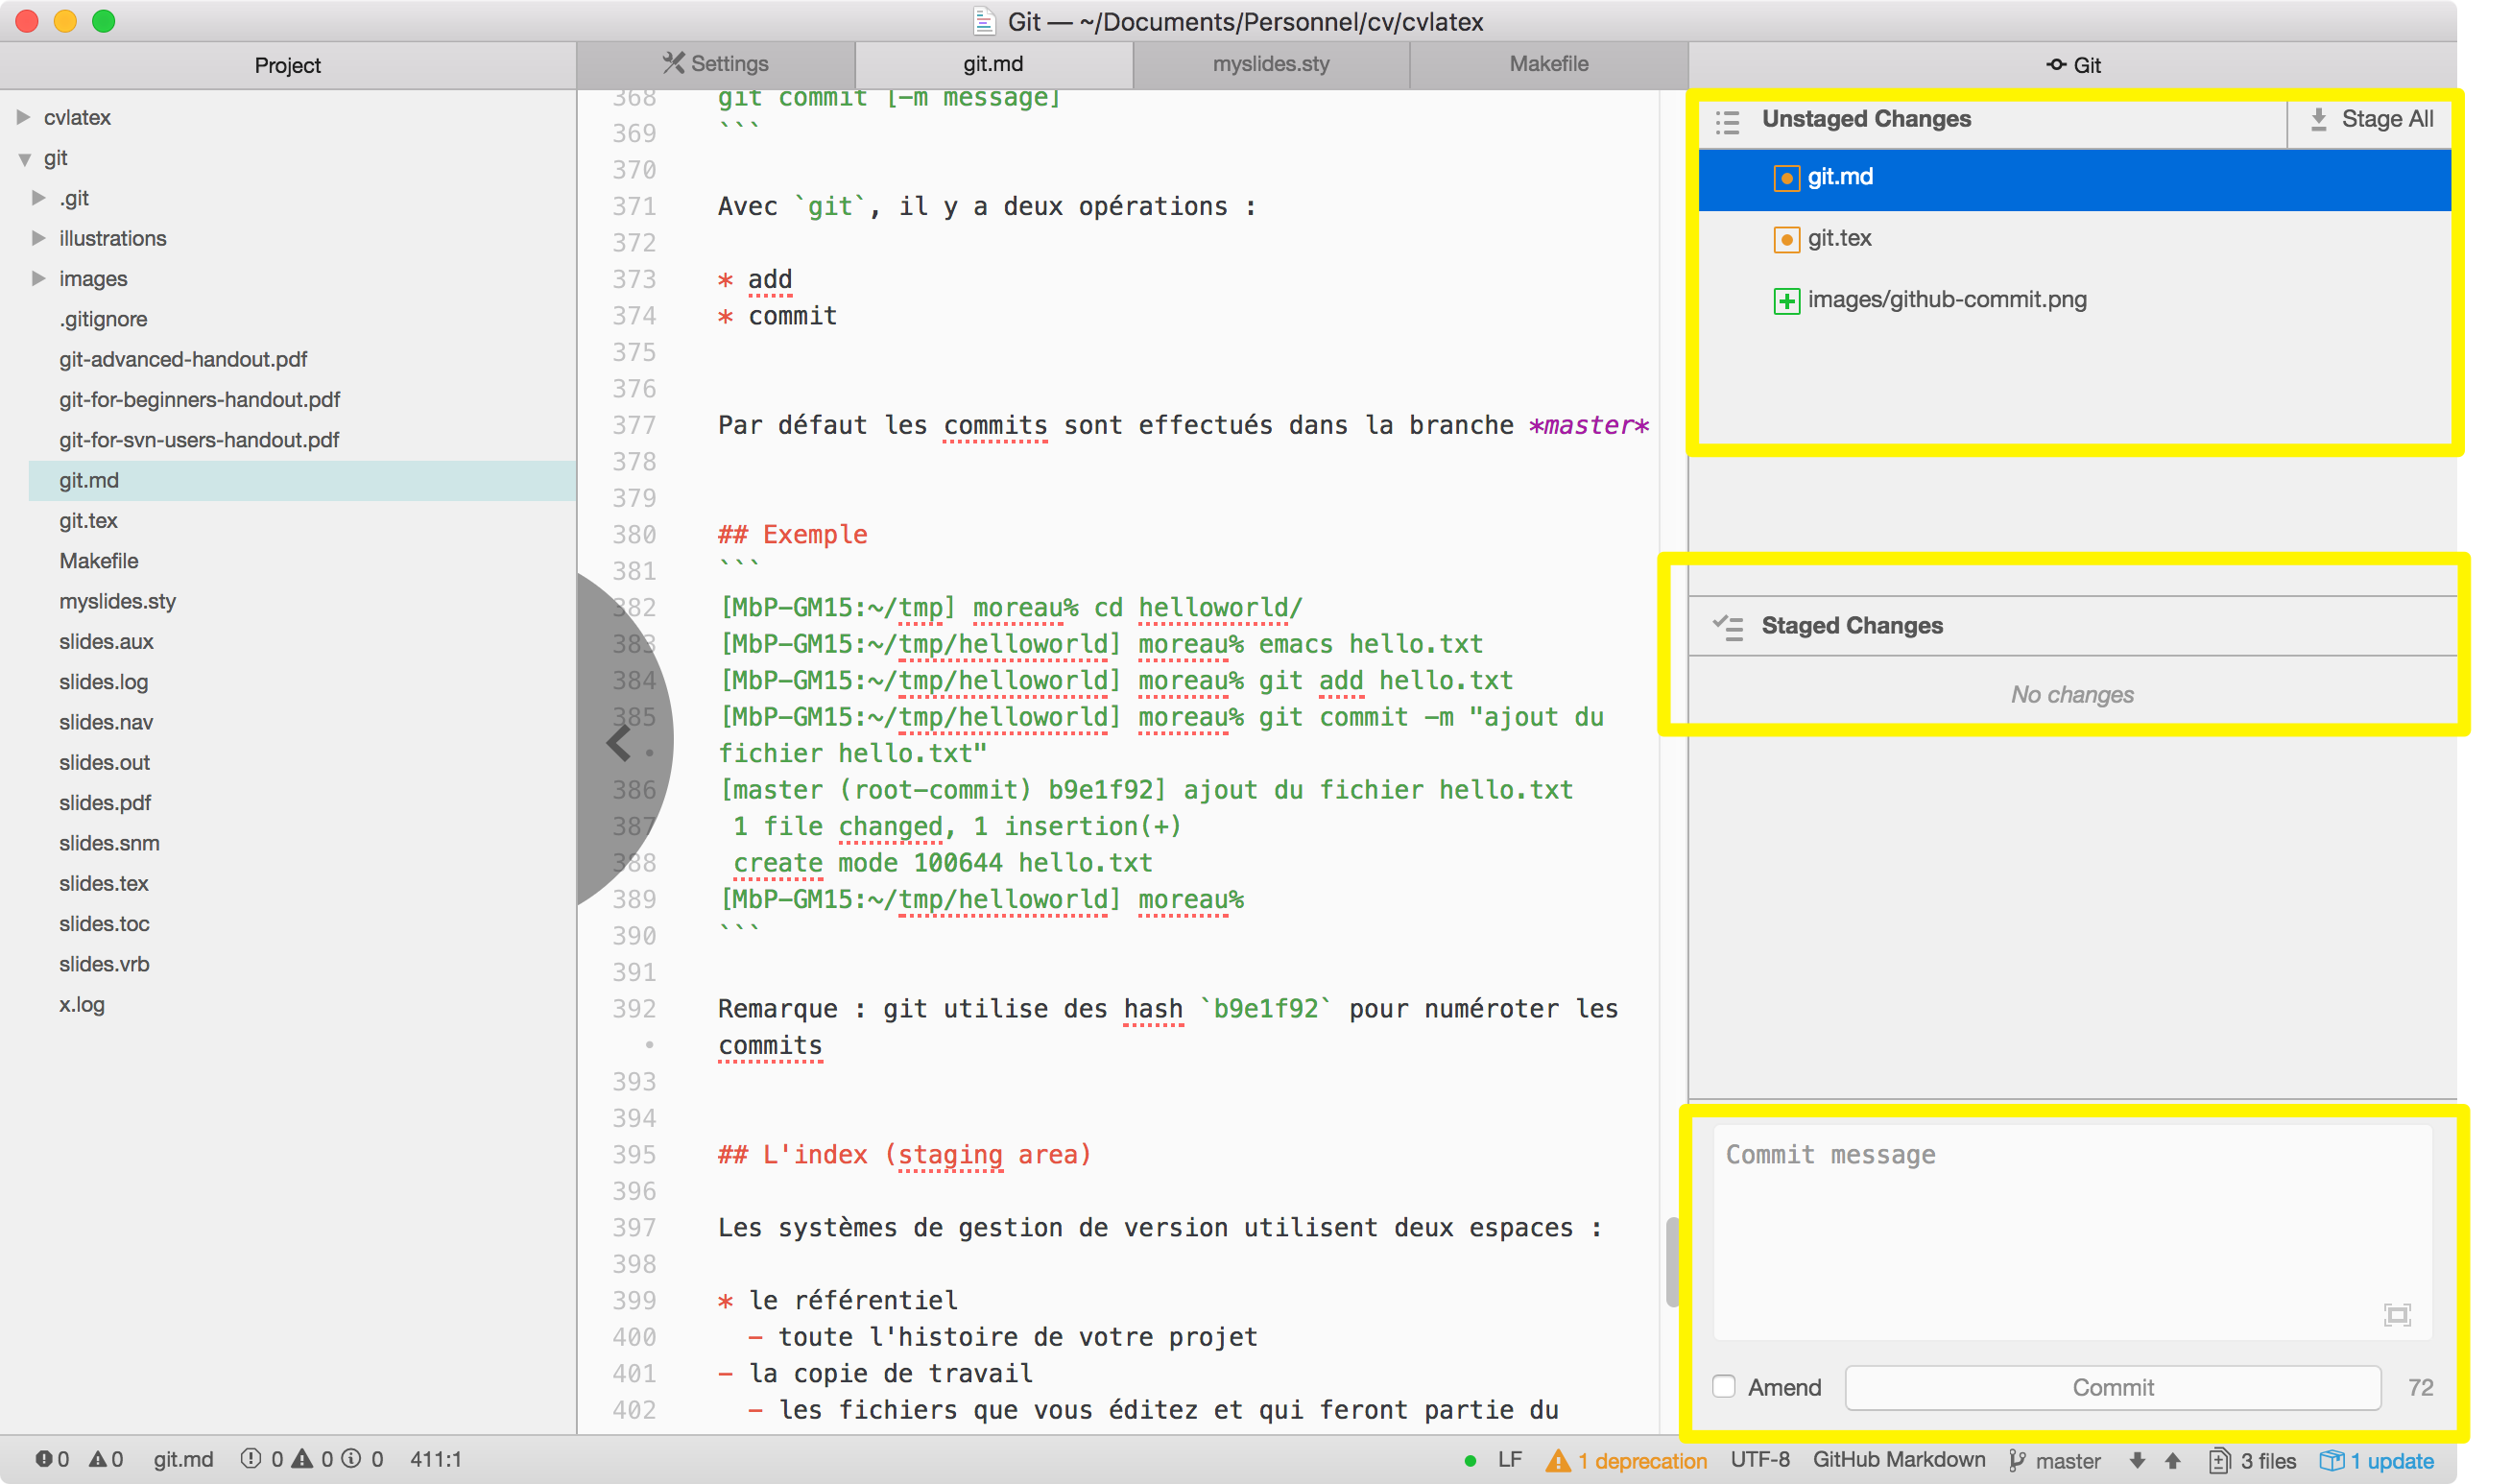 Git — ~/Documents/Personnel/cv/cvlatex
Project
Settings
git.md
myslides.sty
Makefile
Git
cvlatex
git
.git
illustrations
images
.gitignore
git-advanced-handout.pdf
git-for-beginners-handout.pdf
git-for-svn-users-handout.pdf
git.md
git.tex
Makefile
myslides.sty
slides.aux
slides.log
slides.nav
slides.out
slides.pdf
slides.snm
slides.tex
slides.toc
slides.vrb
x.log
368 git commit [-m message]
369 ```
370
371 Avec `git`, il y a deux opérations :
372
373 * add
374 * commit
375
376
377 Par défaut les commits sont effectués dans la branche *master*
378
379
380 ## Exemple
381 ```
382 [MbP-GM15:~/tmp] moreau% cd helloworld/
383 [MbP-GM15:~/tmp/helloworld] moreau% emacs hello.txt
384 [MbP-GM15:~/tmp/helloworld] moreau% git add hello.txt
385 [MbP-GM15:~/tmp/helloworld] moreau% git commit -m "ajout du
• fichier hello.txt"
386 [master (root-commit) b9e1f92] ajout du fichier hello.txt
387 1 file changed, 1 insertion(+)
388 create mode 100644 hello.txt
389 [MbP-GM15:~/tmp/helloworld] moreau%
390 ```
391
392 Remarque : git utilise des hash `b9e1f92` pour numéroter les
• commits
393
394
395 ## L'index (staging area)
396
397 Les systèmes de gestion de version utilisent deux espaces :
398
399 * le référentiel
400 - toute l'histoire de votre projet
401 - la copie de travail
402 - les fichiers que vous éditez et qui feront partie du
Unstaged Changes
Stage All
git.md
git.tex
images/github-commit.png
Staged Changes
No changes
Commit message
Amend
Commit
72
0 0 git.md 0 0 0 411:1
LF 1 deprecation UTF-8 GitHub Markdown master 3 files 1 update